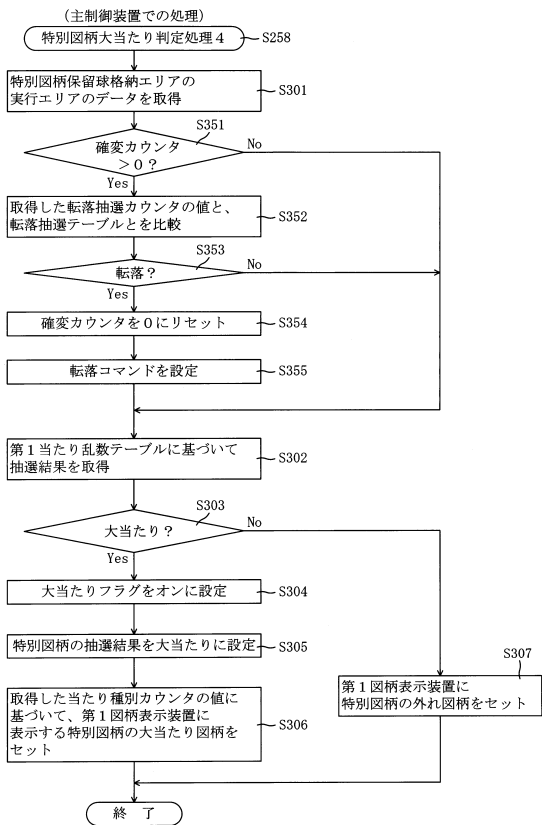 (主制御装置での処理)
特別図柄大当たり判定処理4
S258
特別図柄保留球格納エリアの
実行エリアのデータを取得
S301
S351
確変カウンタ
>0?
No
Yes
取得した転落抽選カウンタの値と、
転落抽選テーブルとを比較
S352
S353
転落?
No
Yes
確変カウンタを0にリセット
S354
転落コマンドを設定
S355
第1当たり乱数テーブルに基づいて
抽選結果を取得
S302
S303
大当たり?
No
Yes
大当たりフラグをオンに設定
S304
特別図柄の抽選結果を大当たりに設定
S305
取得した当たり種別カウンタの値に
基づいて、第1図柄表示装置に
表示する特別図柄の大当たり図柄を
セット
S306
S307
第1図柄表示装置に
特別図柄の外れ図柄をセット
終 了